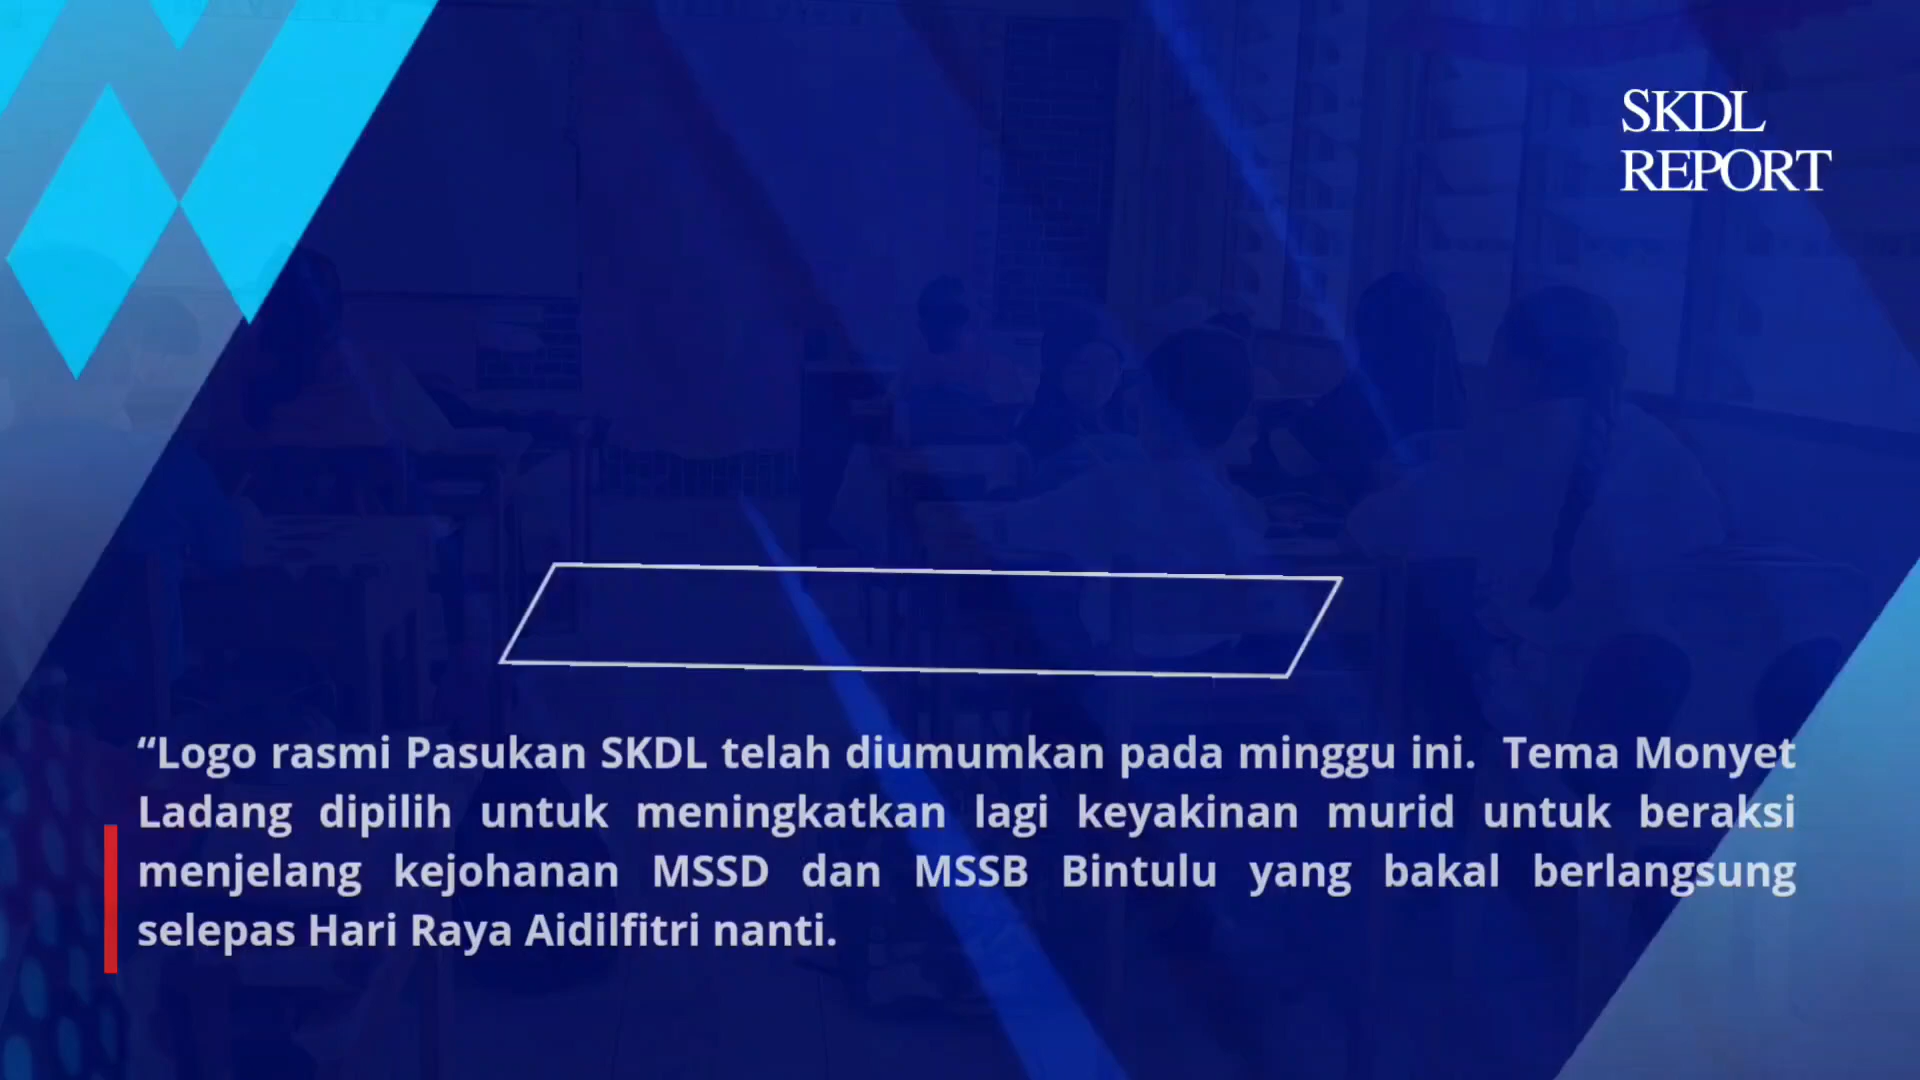 SKDL
REPORT
“Logo rasmi Pasukan SKDL telah diumumkan pada minggu ini.  Tema Monyet
Ladang dipilih untuk meningkatkan lagi keyakinan murid untuk beraksi
menjelang kejohanan MSSD dan MSSB Bintulu yang bakal berlangsung
selepas Hari Raya Aidilfitri nanti.